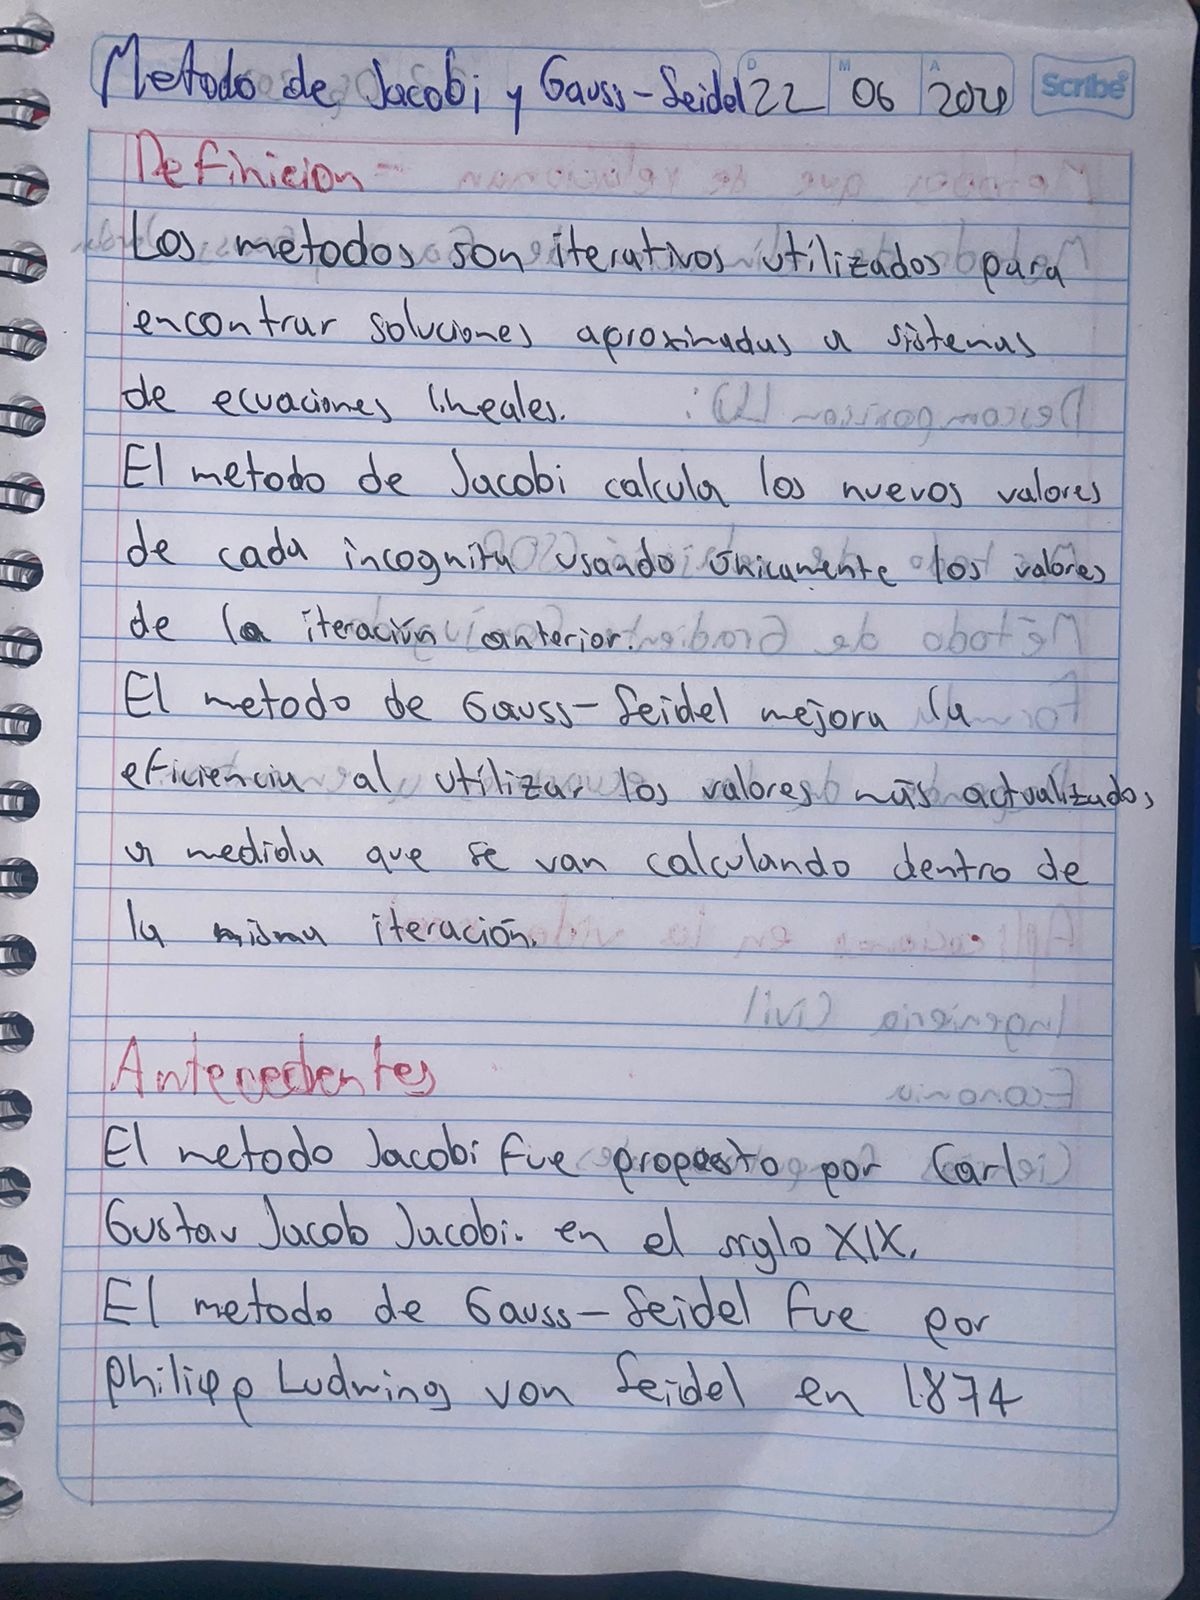 Metodo de Jacobi y Gauss-Seidel 22 06
D M A
Scribe
Definicion
Los metodos son iterativos utilizados para
encontrar soluciones aproximadas a sistemas
de ecuaciones lineales.
El metodo de Jacobi calcula los nuevos valores
de cada incognita usando únicamente los valores
de la iteración anterior.
El metodo de Gauss-Seidel mejora la
eficiencia al utilizar los valores más actualizados
a medida que se van calculando dentro de
la misma iteración.
Antecedentes
El metodo Jacobi fue propuesto por Carl
Gustav Jacob Jacobi. en el siglo XIX.
El metodo de Gauss-Seidel fue por
Philipp Ludwing von Seidel en 1874